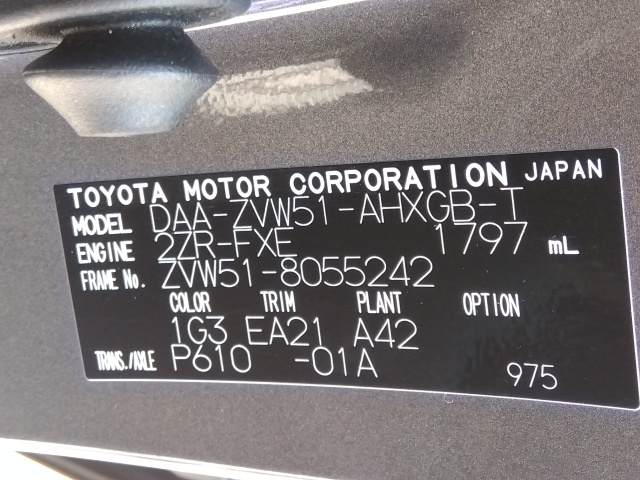 TOYOTA MOTOR CORPORATION JAPAN
MODEL DAA-ZVW51-AHXGB-T
ENGINE 2ZR-FXE 1797 mL
FRAME No. ZVW51-8055242
COLOR TRIM PLANT OPTION
1G3 EA21 A42
TRANS./AXLE P610 -01A
975